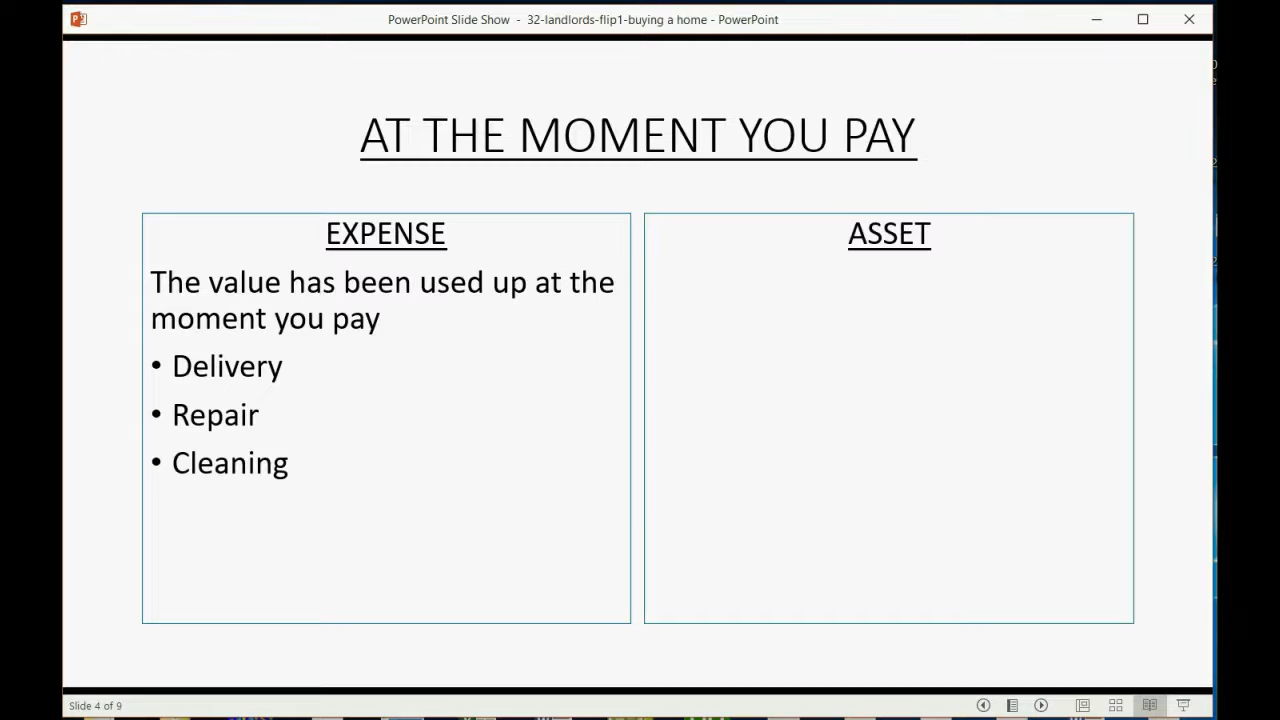 PowerPoint Slide Show - 32-landlords-flip1-buying a home - PowerPoint
AT THE MOMENT YOU PAY
EXPENSE
The value has been used up at the
moment you pay
• Delivery
• Repair
• Cleaning
ASSET
Slide 4 of 9